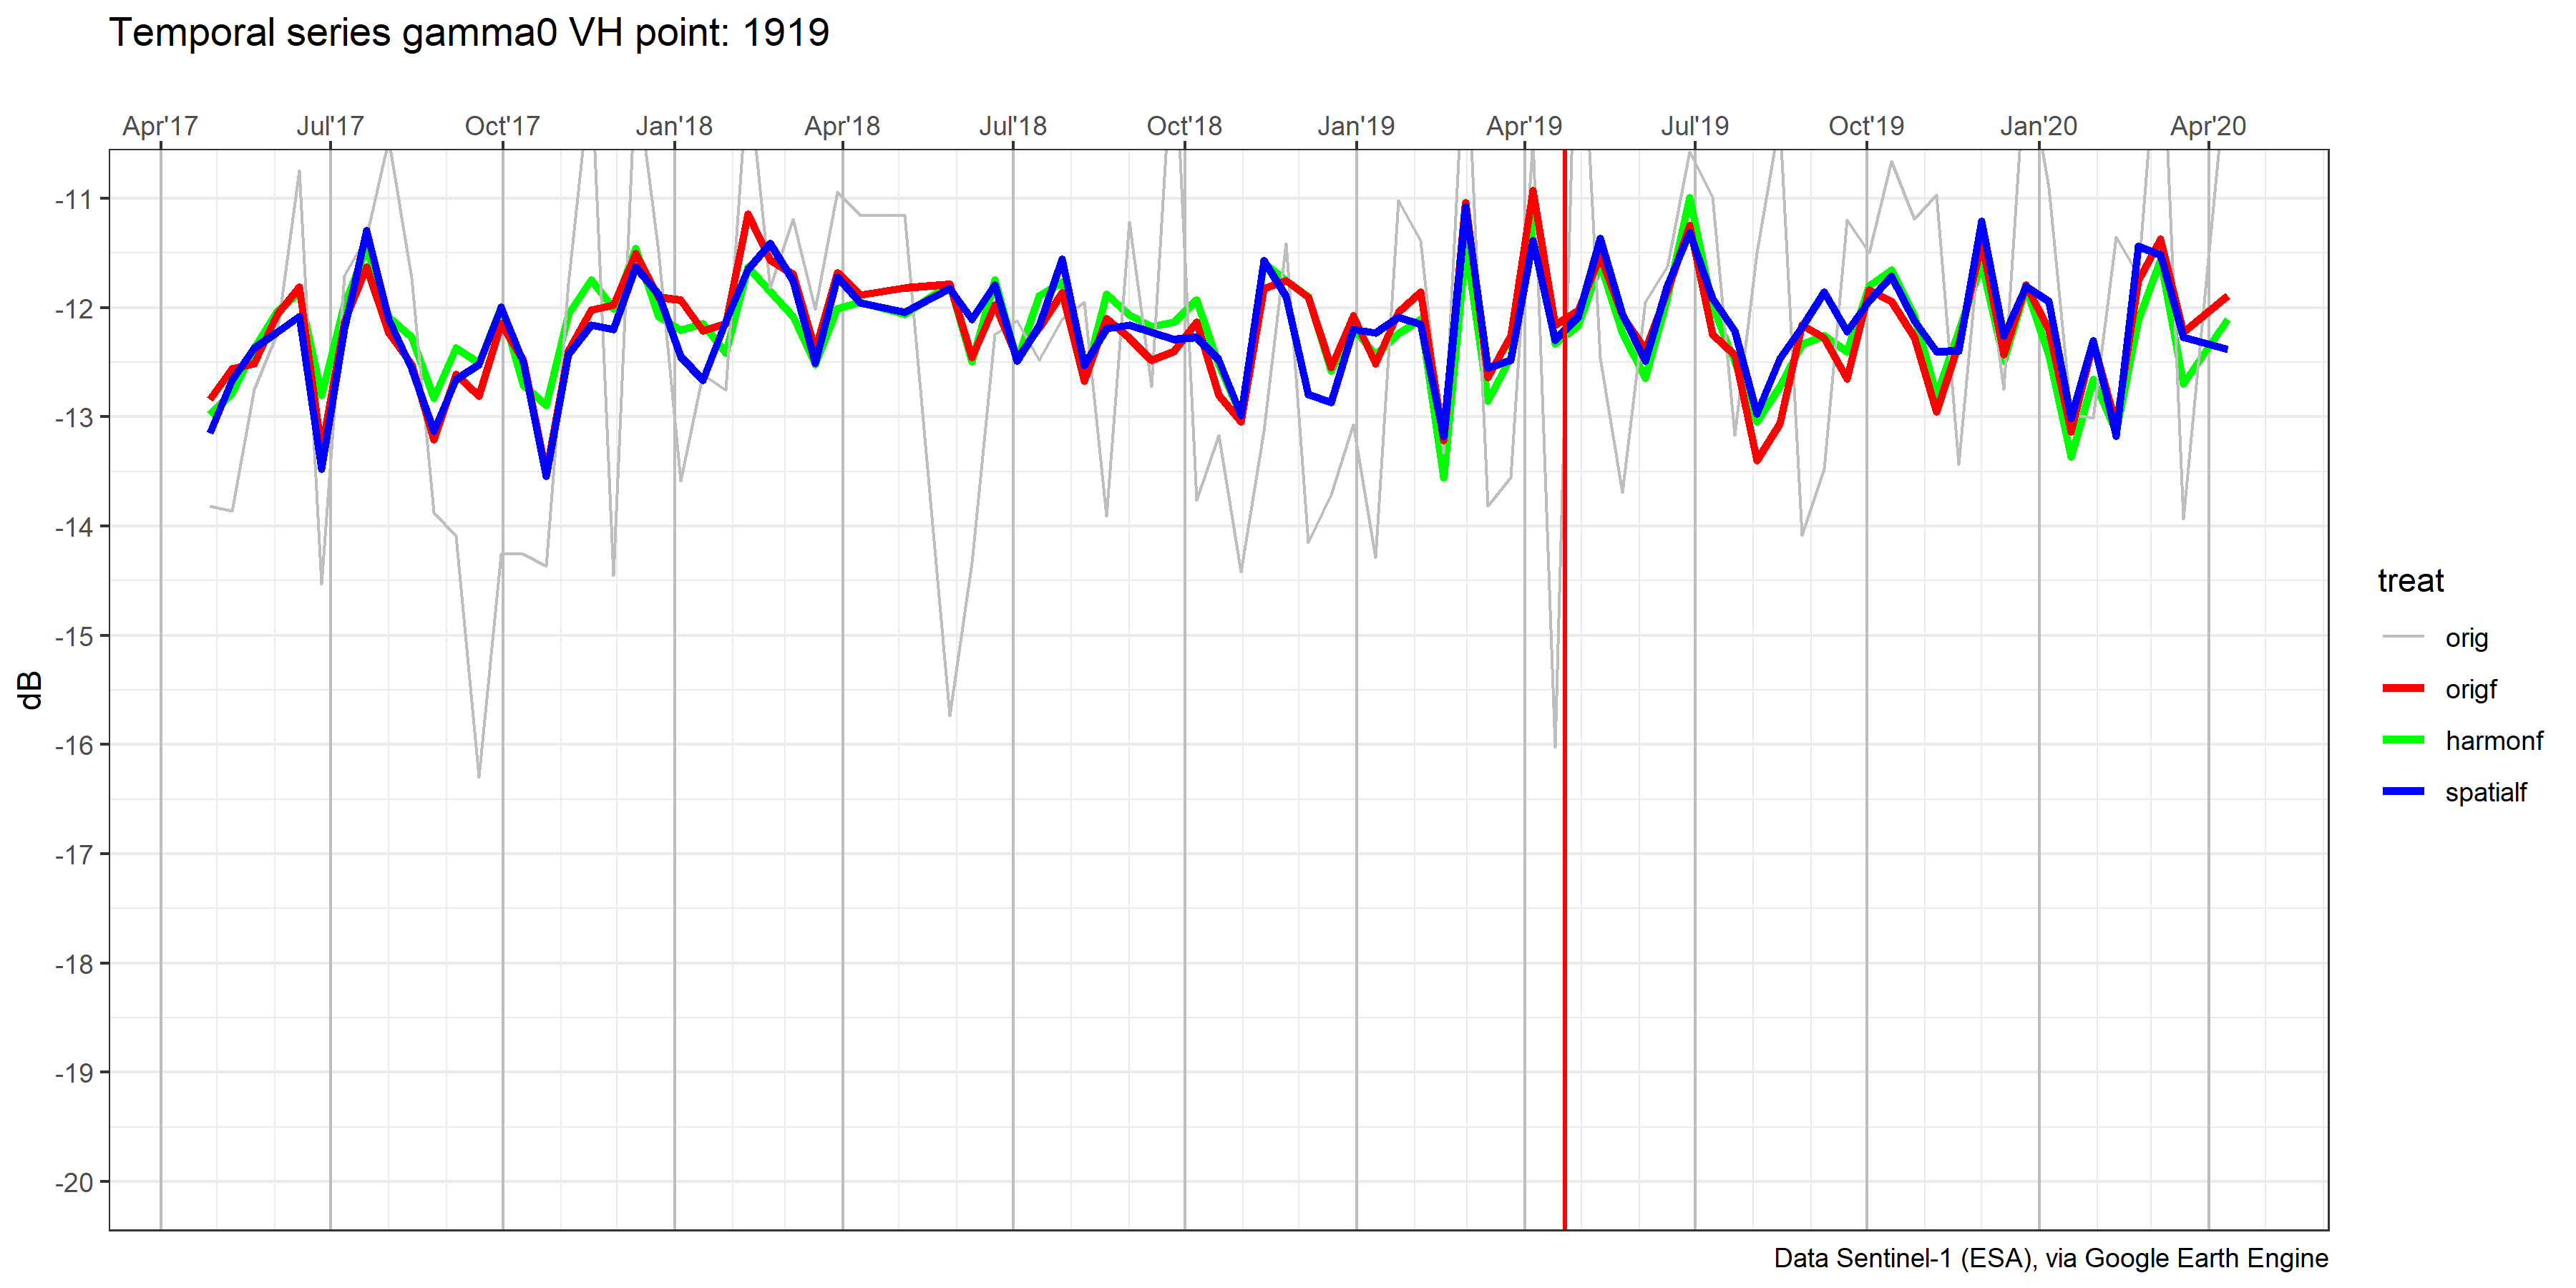 Temporal series gamma0 VH point: 1919
Apr'17 Jul'17 Oct'17 Jan'18 Apr'18 Jul'18 Oct'18 Jan'19 Apr'19 Jul'19 Oct'19 Jan'20 Apr'20
-11
-12
-13
-14
-15
-16
-17
-18
-19
-20
dB
treat
orig
origf
harmonf
spatialf
Data Sentinel-1 (ESA), via Google Earth Engine